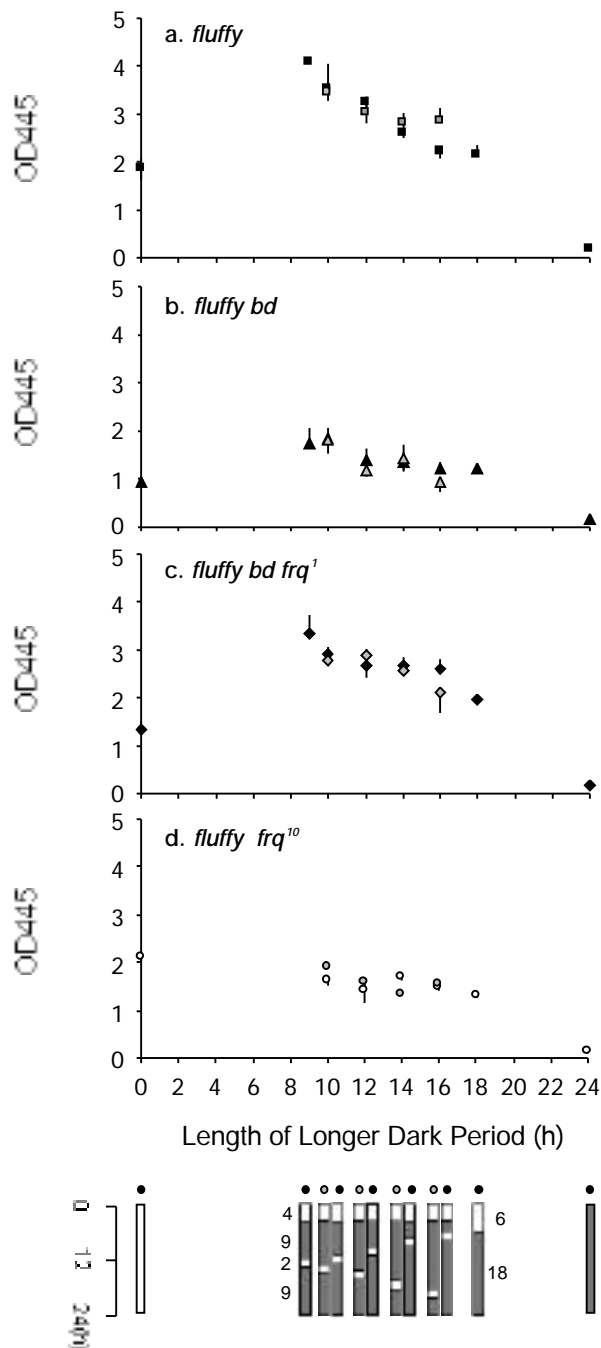 a. fluffy
OD445
5
4
3
2
1
0
b. fluffy bd
OD445
5
4
3
2
1
0
c. fluffy bd frq¹
OD445
5
4
3
2
1
0
d. fluffy frq¹⁰
OD445
5
4
3
2
1
0
0 2 4 6 8 10 12 14 16 18 20 22 24
Length of Longer Dark Period (h)
0
12
24(h)
4
9
2
9
6
18